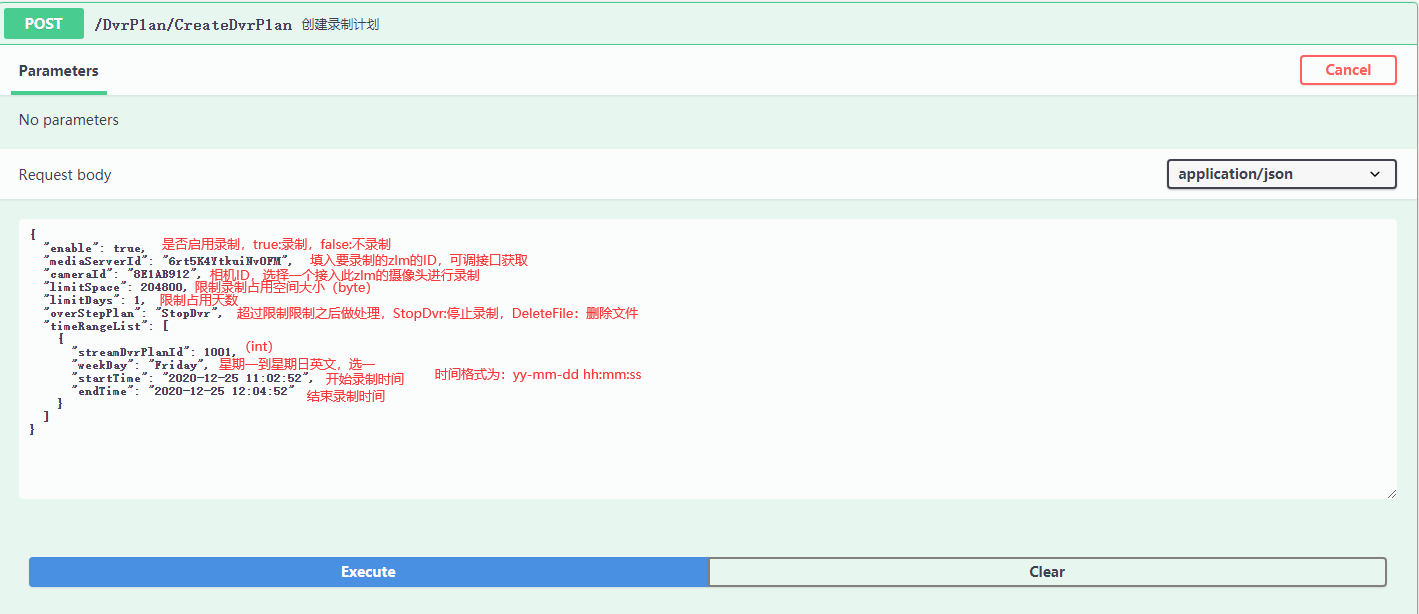 POST /DvrPlan/CreateDvrPlan 创建录制计划
Parameters Cancel
No parameters
Request body application/json
{
"enable": true, 是否启用录制，true:录制，false:不录制
"mediaServerId": "6rt5K4YtkuiNvOFM", 填入要录制的zlm的ID，可调接口获取
"cameraId": "8E1AB912", 相机ID，选择一个接入此zlm的摄像头进行录制
"limitSpace": 204800, 限制录制占用空间大小（byte）
"limitDays": 1, 限制占用天数
"overStepPlan": "StopDvr", 超过限制限制之后做处理，StopDvr:停止录制，DeleteFile：删除文件
"timeRangeList": [
{
"streamDvrPlanId": 1001, （int）
"weekDay": "Friday", 星期一到星期日英文，选一
"startTime": "2020-12-25 11:02:52", 开始录制时间 时间格式为：yy-mm-dd hh:mm:ss
"endTime": "2020-12-25 12:04:52" 结束录制时间
}
]
}
Execute Clear